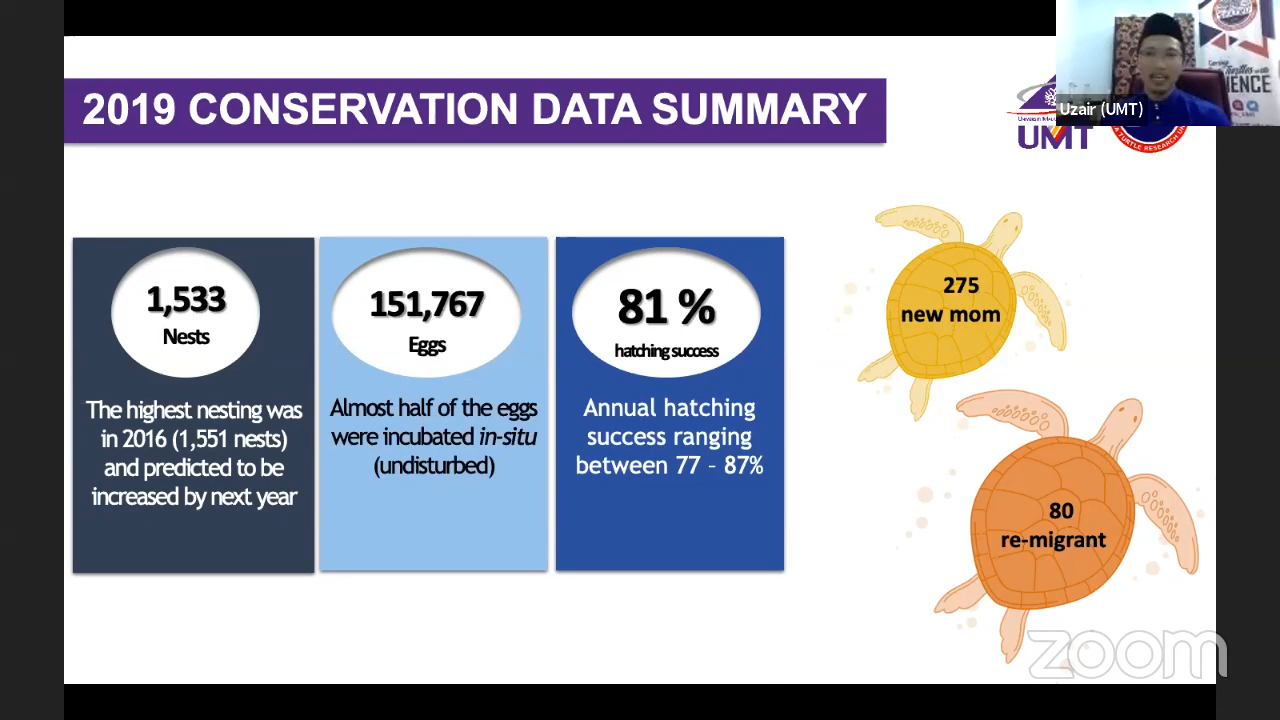 2019 CONSERVATION DATA SUMMARY
UMT
TURTLE RESEARCH
Uzair (UMT)
1,533
Nests
The highest nesting was
in 2016 (1,551 nests)
and predicted to be
increased by next year
151,767
Eggs
Almost half of the eggs
were incubated in-situ
(undisturbed)
81 %
hatching success
Annual hatching
success ranging
between 77 – 87%
275
new mom
80
re-migrant
zoom